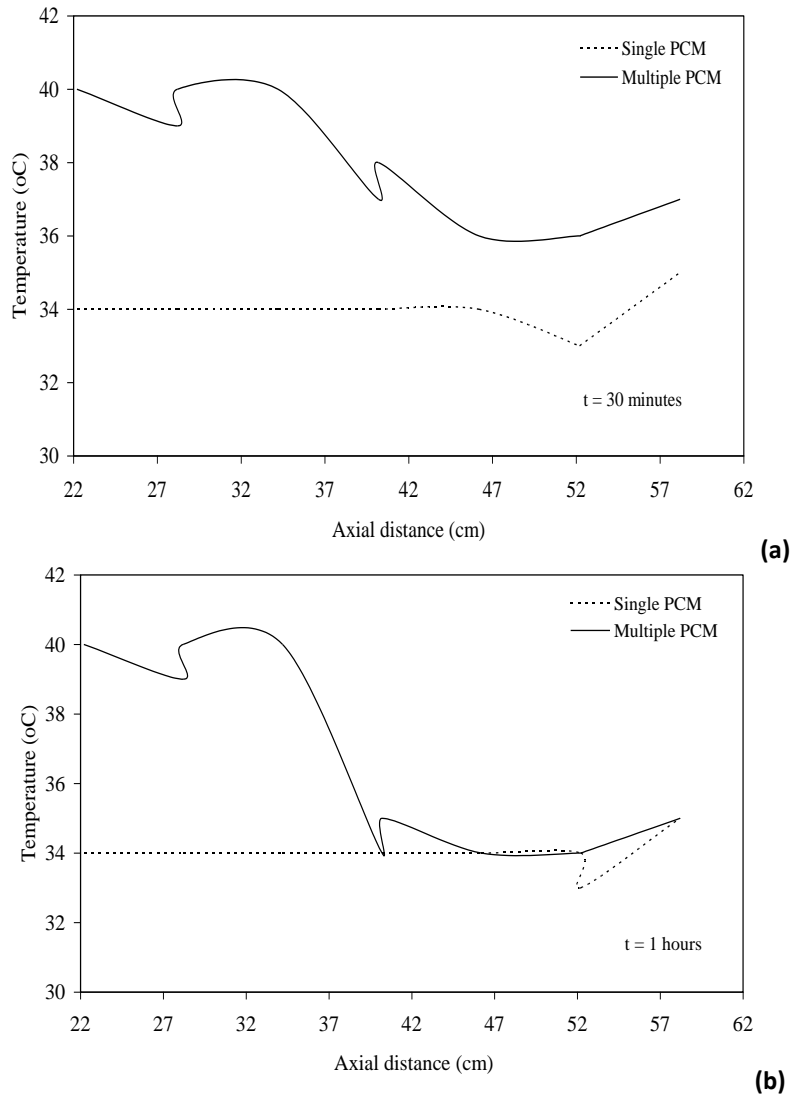 42
40
38
36
34
32
30
Temperature (oC)
Single PCM
Multiple PCM
t = 30 minutes
22 27 32 37 42 47 52 57 62
Axial distance (cm)
(a)
42
40
38
36
34
32
30
Temperature (oC)
Single PCM
Multiple PCM
t = 1 hours
22 27 32 37 42 47 52 57 62
Axial distance (cm)
(b)